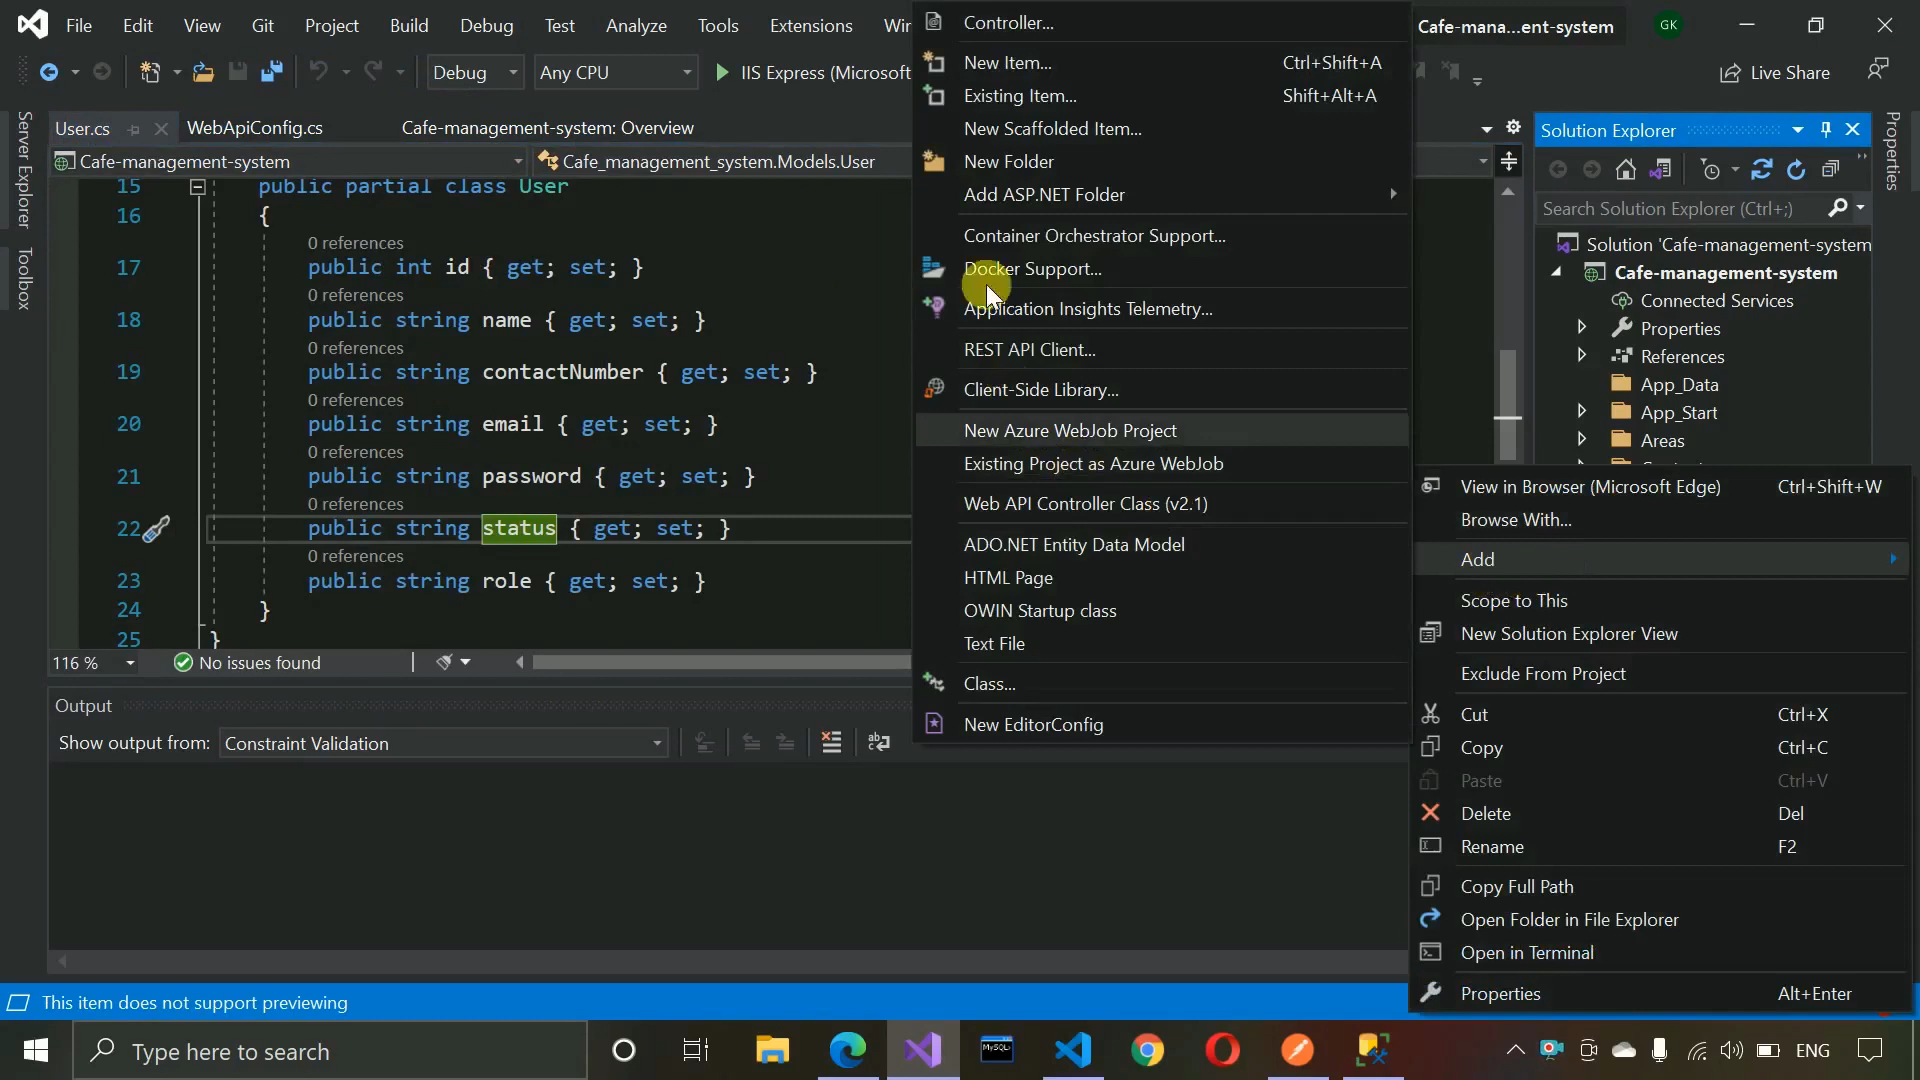 File Edit View Git Project Build Debug Test Analyze Tools Extensions Win
Cafe-mana...ent-system
GK
Debug
Any CPU
IIS Express (Microsoft
Live Share
Server Explorer
Toolbox
User.cs
WebApiConfig.cs
Cafe-management-system: Overview
Cafe-management-system
Cafe_management_system.Models.User
15 public partial class User
16 {
0 references
17 public int id { get; set; }
0 references
18 public string name { get; set; }
0 references
19 public string contactNumber { get; set; }
0 references
20 public string email { get; set; }
0 references
21 public string password { get; set; }
0 references
22 public string status { get; set; }
0 references
23 public string role { get; set; }
24 }
25 }
116 %
No issues found
Output
Show output from: Constraint Validation
Controller...
New Item... Ctrl+Shift+A
Existing Item... Shift+Alt+A
New Scaffolded Item...
New Folder
Add ASP.NET Folder
Container Orchestrator Support...
Docker Support...
Application Insights Telemetry...
REST API Client...
Client-Side Library...
New Azure WebJob Project
Existing Project as Azure WebJob
Web API Controller Class (v2.1)
ADO.NET Entity Data Model
HTML Page
OWIN Startup class
Text File
Class...
New EditorConfig
Solution Explorer
Search Solution Explorer (Ctrl+;)
Solution 'Cafe-management-system
Cafe-management-system
Connected Services
Properties
References
App_Data
App_Start
Areas
Properties
View in Browser (Microsoft Edge) Ctrl+Shift+W
Browse With...
Add
Scope to This
New Solution Explorer View
Exclude From Project
Cut Ctrl+X
Copy Ctrl+C
Paste Ctrl+V
Delete Del
Rename F2
Copy Full Path
Open Folder in File Explorer
Open in Terminal
Properties Alt+Enter
This item does not support previewing
Type here to search
MySQL
ENG